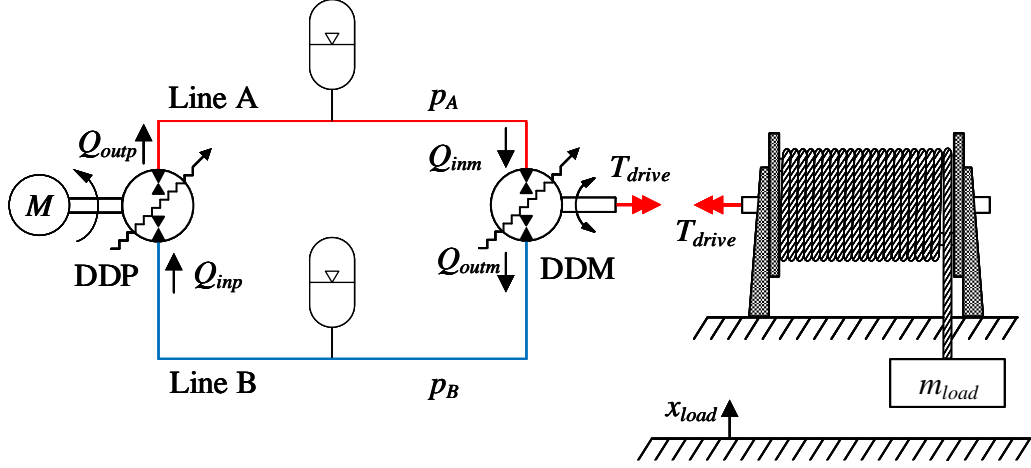 Line A
p_A
Q_outp
Q_inm
T_drive
M
T_drive
DDP
Q_inp
Q_outm
DDM
Line B
p_B
x_load
m_load